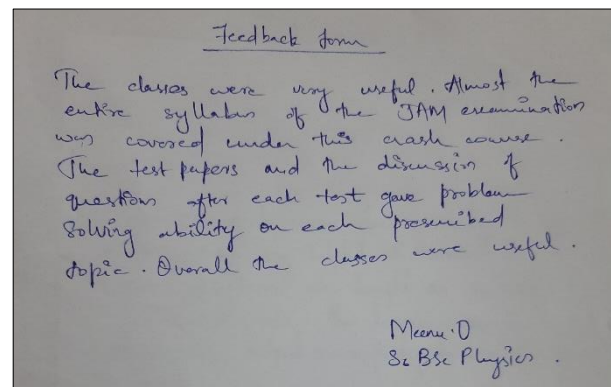 Feedback form
The classes were very useful. Almost the
entire syllabus of the JAM examination
was covered under this crash course.
The test papers and the discussion of
questions after each test gave problem
solving ability on each prescribed
topic. Overall the classes were useful.
Meenu. D
S6 BSc Physics.